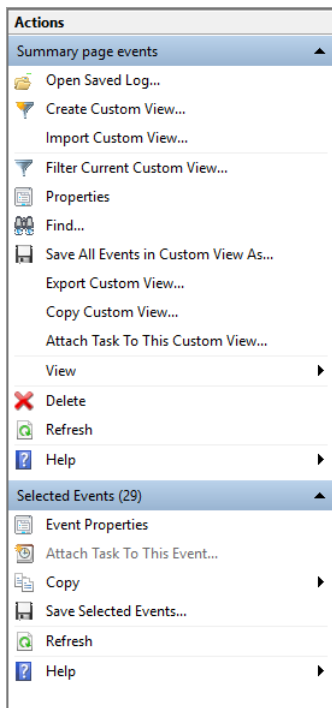 Actions
Summary page events
Open Saved Log...
Create Custom View...
Import Custom View...
Filter Current Custom View...
Properties
Find...
Save All Events in Custom View As...
Export Custom View...
Copy Custom View...
Attach Task To This Custom View...
View
Delete
Refresh
Help
Selected Events (29)
Event Properties
Attach Task To This Event...
Copy
Save Selected Events...
Refresh
Help